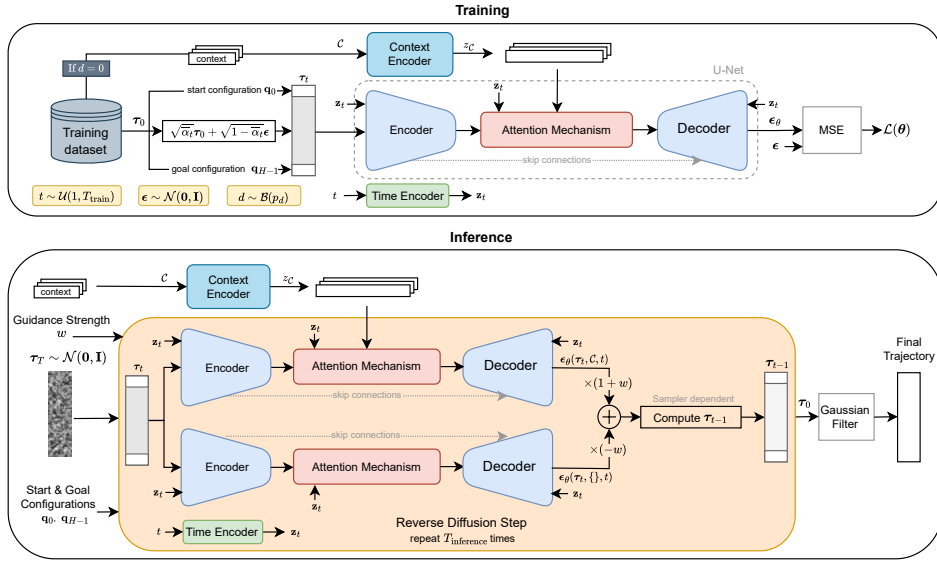 Training
If d = 0
context
𝒞
Context
Encoder
z_𝒞
U-Net
τ_t
start configuration q_0
z_t
z_t
z_t
Training
dataset
τ_0
√ᾱ_t τ_0 + √(1 − ᾱ_t) ϵ
Encoder
Attention Mechanism
Decoder
ϵ_θ
ϵ
MSE
ℒ(θ)
skip connections
goal configuration q_{H−1}
t ∼ 𝒰(1, T_train)
ϵ ∼ 𝒩(0, I)
d ∼ ℬ(p_d)
t
Time Encoder
z_t
Inference
context
𝒞
Context
Encoder
z_𝒞
Guidance Strength
w
τ_T ∼ 𝒩(0, I)
τ_t
z_t
z_t
z_t
Encoder
Attention Mechanism
Decoder
ϵ_θ(τ_t, 𝒞, t)
×(1 + w)
skip connections
Sampler dependent
Compute τ_{t−1}
τ_{t−1}
τ_0
Gaussian
Filter
Final
Trajectory
skip connections
×(−w)
Encoder
Attention Mechanism
Decoder
ϵ_θ(τ_t, {}, t)
z_t
z_t
z_t
Start & Goal
Configurations
q_0, q_{H−1}
t
Time Encoder
z_t
Reverse Diffusion Step
repeat T_inference times